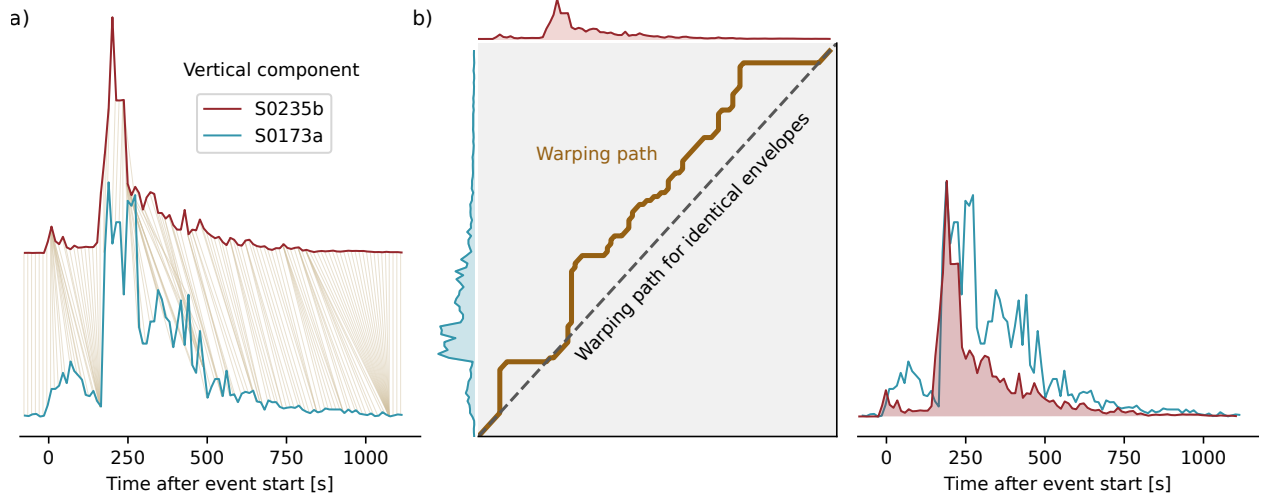 a)
Vertical component
S0235b
S0173a
0 250 500 750 1000
Time after event start [s]
b)
Warping path
Warping path for identical envelopes
0 250 500 750 1000
Time after event start [s]